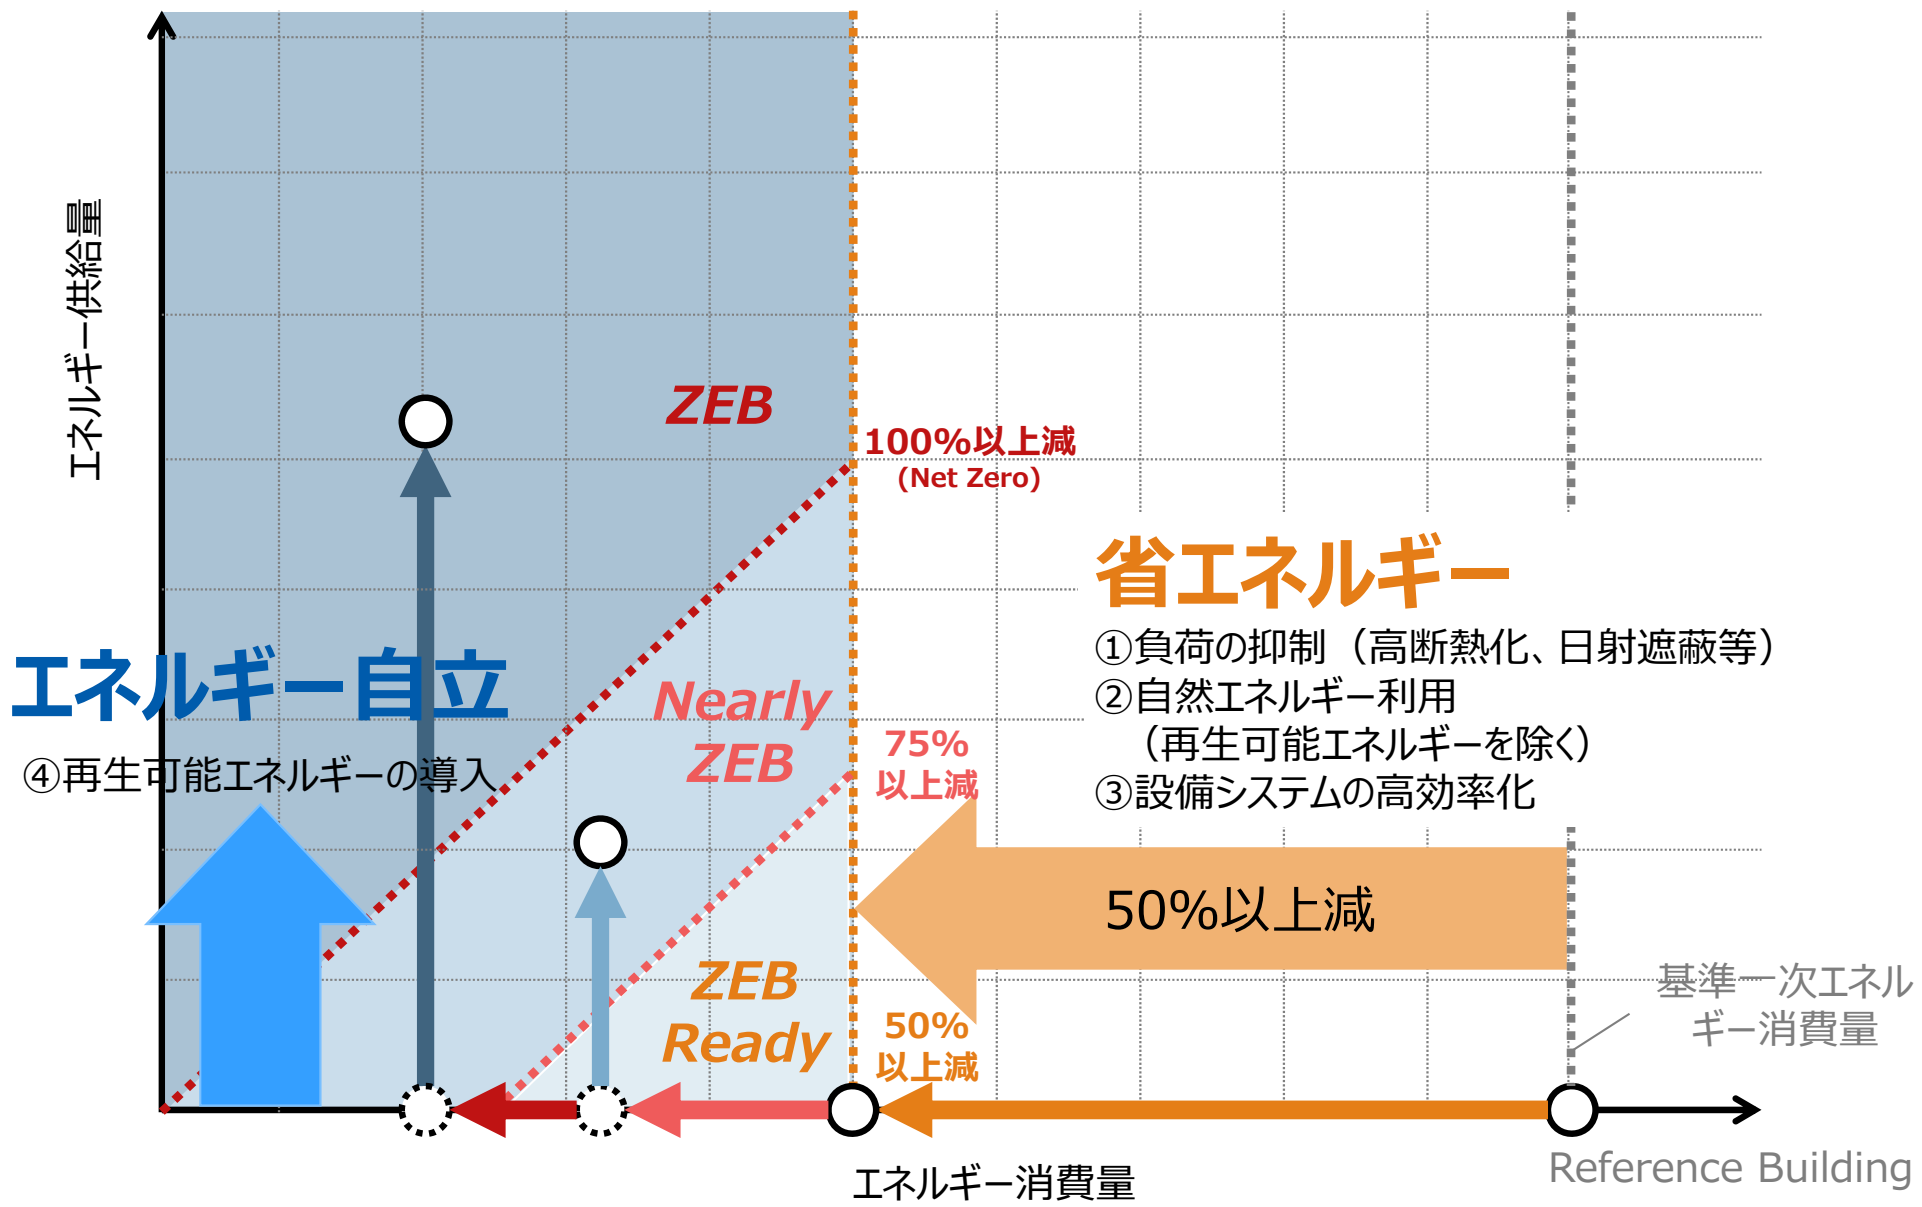 エネルギー供給量
ZEB
100%以上減
(Net Zero)
省エネルギー
①負荷の抑制（高断熱化、日射遮蔽等）
②自然エネルギー利用
（再生可能エネルギーを除く）
③設備システムの高効率化
エネルギー自立
④再生可能エネルギーの導入
Nearly
ZEB
75%
以上減
50%以上減
ZEB
Ready
50%
以上減
基準一次エネル
ギー消費量
Reference Building
エネルギー消費量